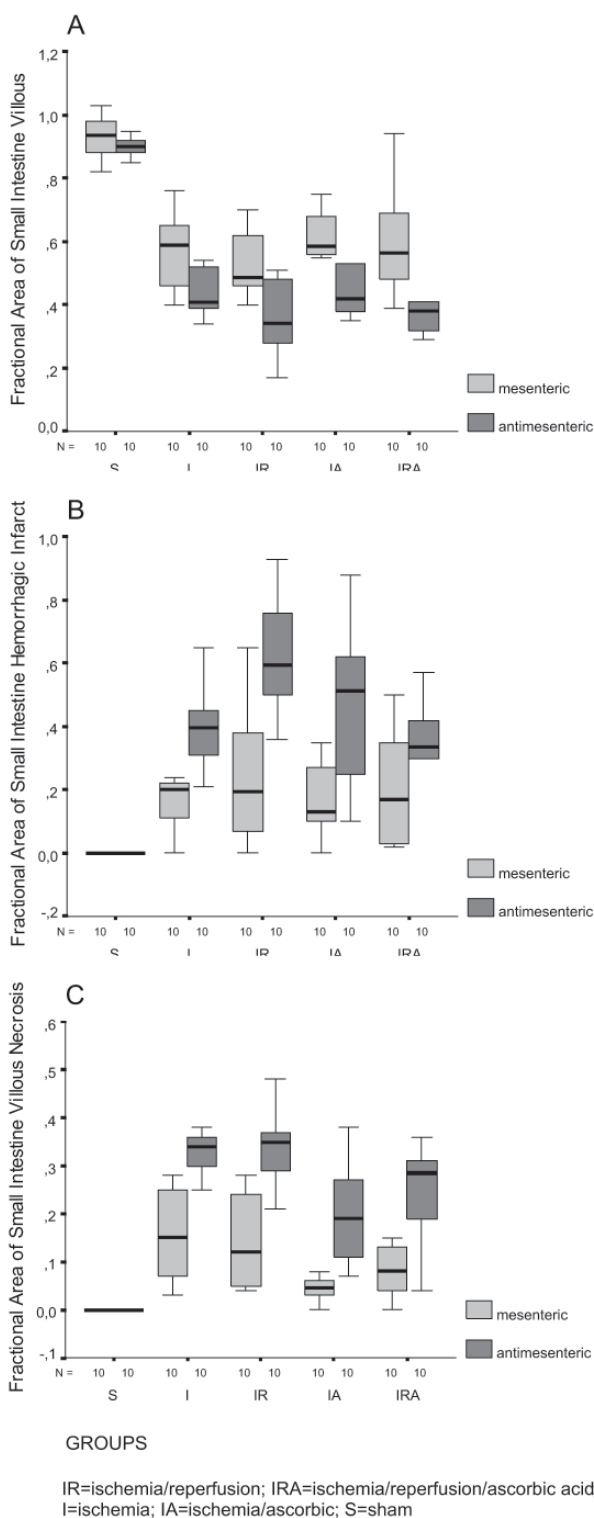 A
Fractional Area of Small Intestine Villous
1,2
1,0
,8
,6
,4
,2
0,0
mesenteric
antimesenteric
N = 10 10 10 10 10 10 10 10 10 10
S I IR IA IRA
B
Fractional Area of Small Intestine Hemorrhagic Infarct
1,0
,8
,6
,4
,2
0,0
-,2
mesenteric
antimesenteric
N = 10 10 10 10 10 10 10 10 10 10
S I IR IA IRA
C
Fractional Area of Small Intestine Villous Necrosis
,6
,5
,4
,3
,2
,1
0,0
-,1
mesenteric
antimesenteric
N = 10 10 10 10 10 10 10 10 10 10
S I IR IA IRA
GROUPS
IR=ischemia/reperfusion; IRA=ischemia/reperfusion/ascorbic acid
I=ischemia; IA=ischemia/ascorbic; S=sham